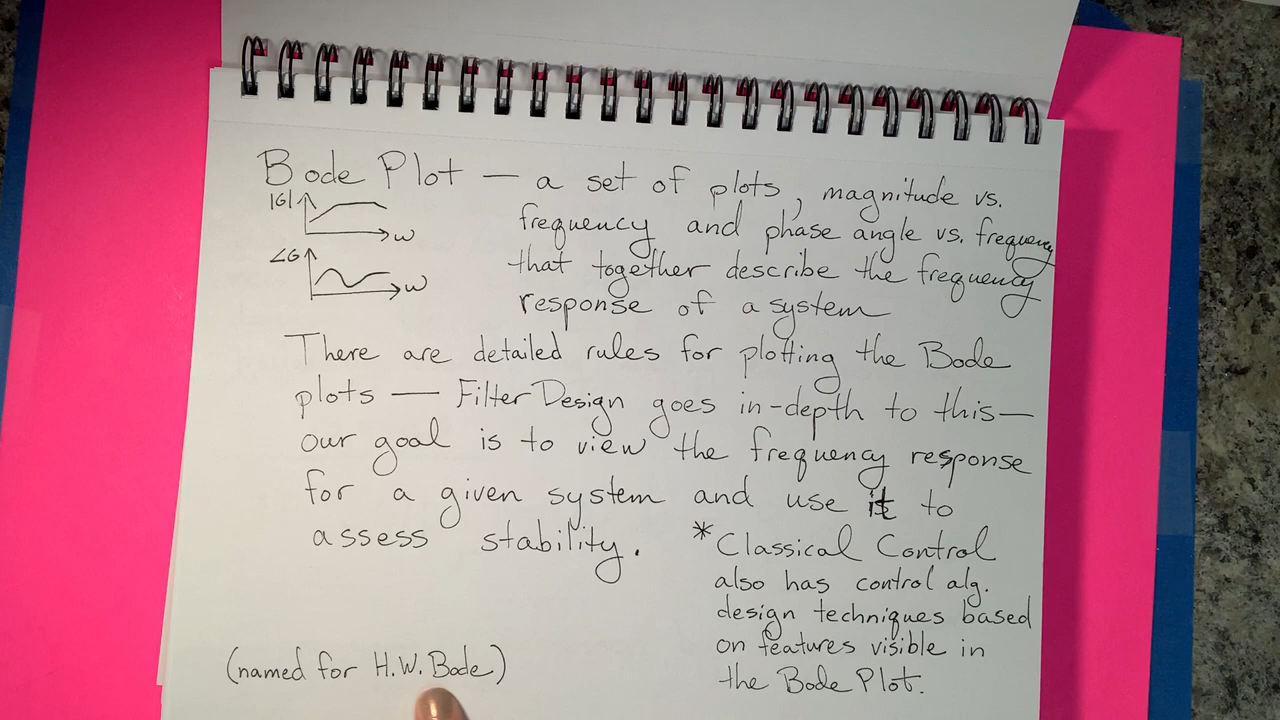 Bode Plot — a set of plots, magnitude vs.
frequency and phase angle vs. frequency
that together describe the frequency
response of a system
|G|
ω
∠G
ω
There are detailed rules for plotting the Bode
plots — Filter Design goes in-depth to this—
our goal is to view the frequency response
for a given system and use it to
assess stability.
*Classical Control
also has control alg.
design techniques based
on features visible in
the Bode Plot.
(named for H.W. Bode)